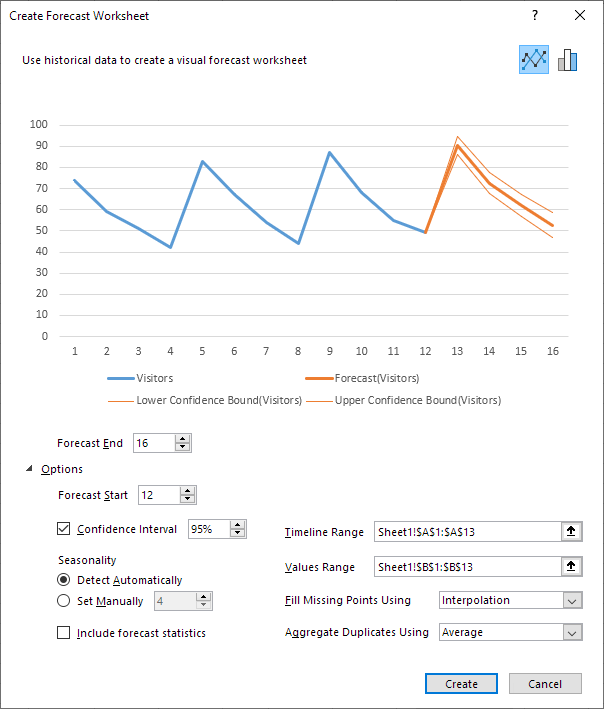 Create Forecast Worksheet ?
Use historical data to create a visual forecast worksheet
100
90
80
70
60
50
40
30
20
10
0
1 2 3 4 5 6 7 8 9 10 11 12 13 14 15 16
Visitors Forecast(Visitors)
Lower Confidence Bound(Visitors) Upper Confidence Bound(Visitors)
Forecast End 16
Options
Forecast Start 12
Confidence Interval 95%
Timeline Range Sheet1!$A$1:$A$13
Seasonality
Values Range Sheet1!$B$1:$B$13
Detect Automatically
Set Manually 4
Fill Missing Points Using Interpolation
Include forecast statistics
Aggregate Duplicates Using Average
Create Cancel